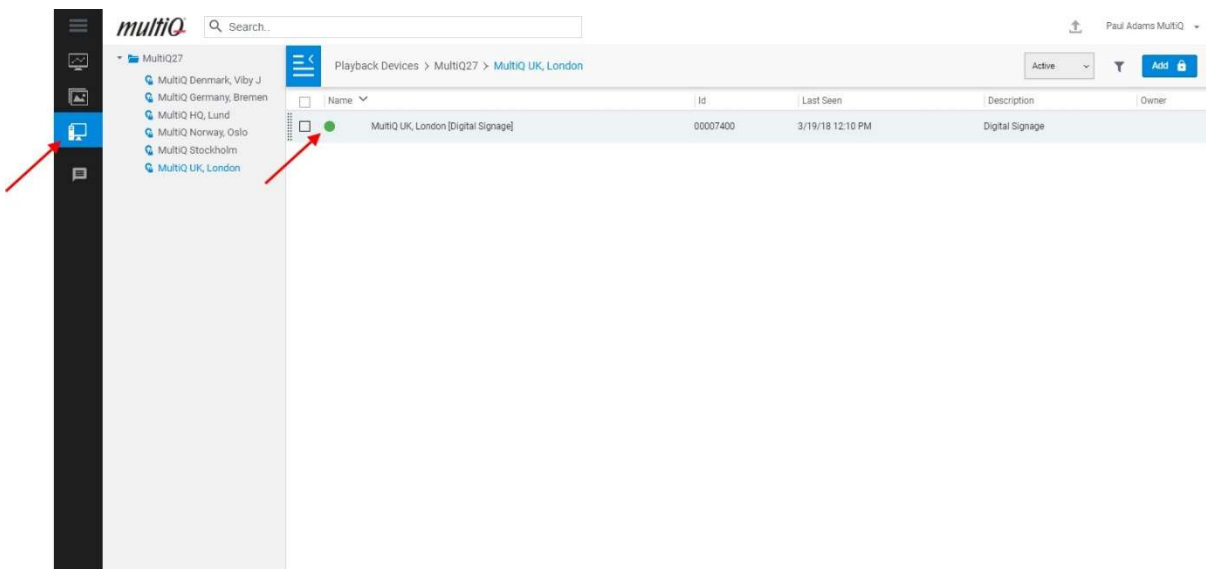 multiQ
Search..
Paul Adams MultiQ
MultiQ27
MultiQ Denmark, Viby J
MultiQ Germany, Bremen
MultiQ HQ, Lund
MultiQ Norway, Oslo
MultiQ Stockholm
MultiQ UK, London
Playback Devices > MultiQ27 > MultiQ UK, London
Active
Add
Name Id Last Seen Description Owner
MultiQ UK, London [Digital Signage] 00007400 3/19/18 12:10 PM Digital Signage